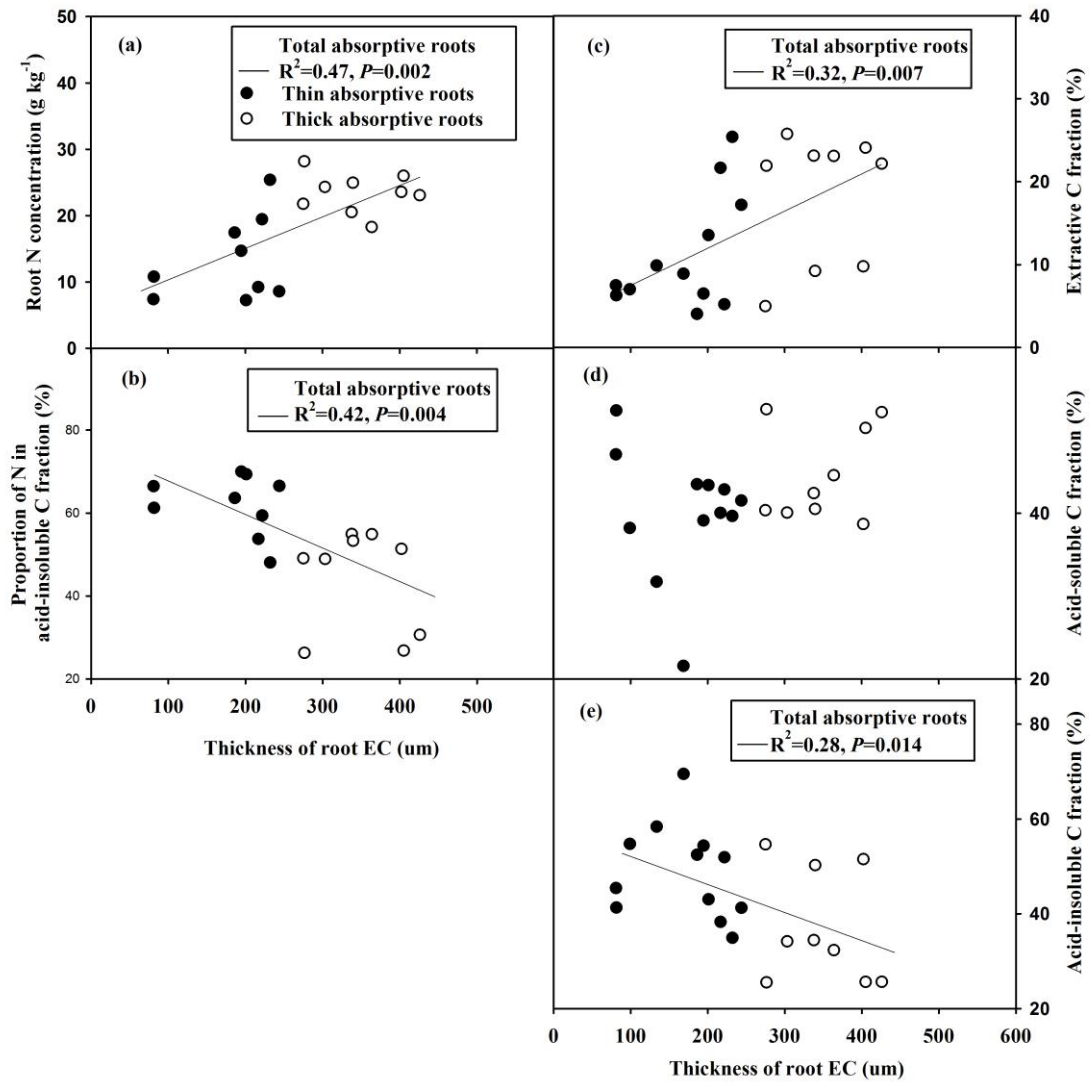 (a)
Total absorptive roots
R²=0.47, P=0.002
Thin absorptive roots
Thick absorptive roots
50
40
30
20
10
0
Root N concentration (g kg⁻¹)
(c)
Total absorptive roots
R²=0.32, P=0.007
40
30
20
10
0
Extractive C fraction (%)
(b)
Total absorptive roots
R²=0.42, P=0.004
80
60
40
20
Proportion of N in
acid-insoluble C fraction (%)
0 100 200 300 400 500
Thickness of root EC (um)
(d)
40
20
Acid-soluble C fraction (%)
(e)
Total absorptive roots
R²=0.28, P=0.014
80
60
40
20
Acid-insoluble C fraction (%)
0 100 200 300 400 500 600
Thickness of root EC (um)